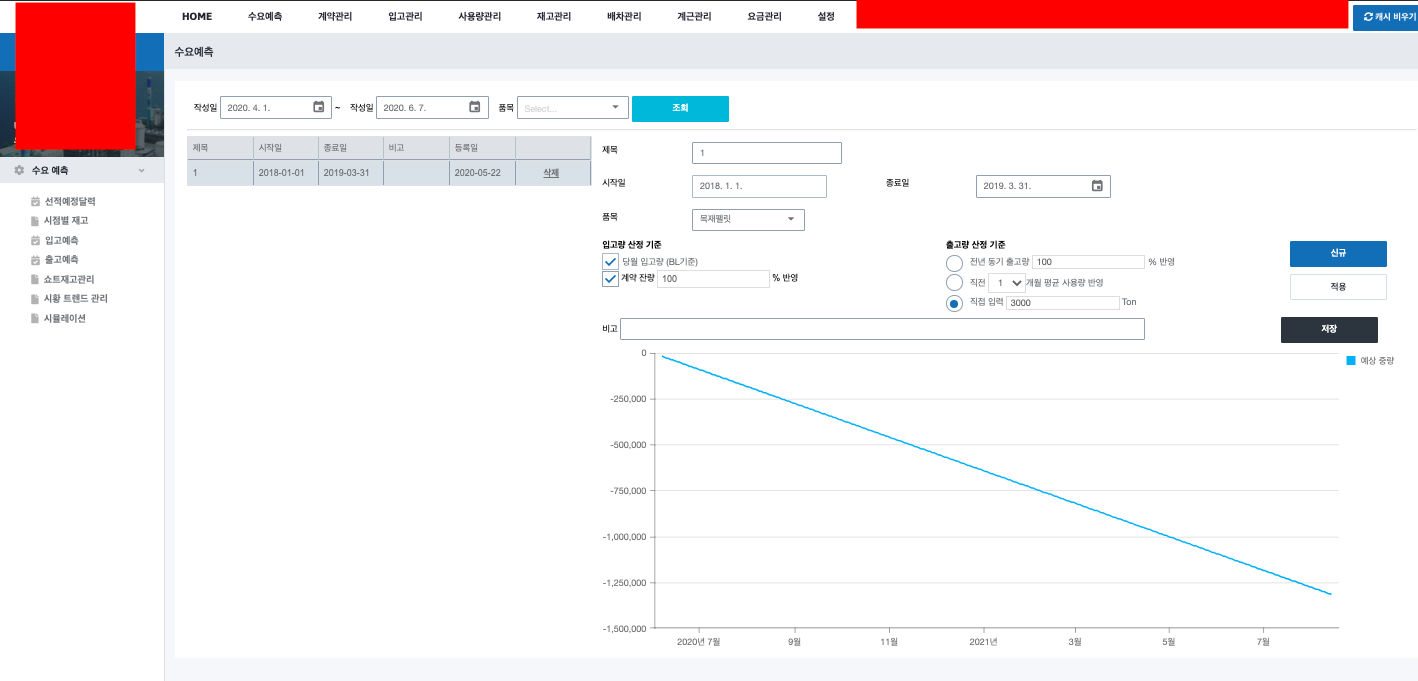 HOME 수요예측 계약관리 입고관리 사용량관리 재고관리 배차관리 계근관리 요금관리 설정 캐시 비우기
수요예측
수요 예측
선적예정달력
시점별 재고
입고예측
출고예측
쇼트재고관리
시황 트렌드 관리
시뮬레이션
작성일 2020. 4. 1. ~ 작성일 2020. 6. 7. 품목 Select... 조회
제목 시작일 종료일 비고 등록일
1 2018-01-01 2019-03-31 2020-05-22 삭제
제목 1
시작일 2018. 1. 1. 종료일 2019. 3. 31.
품목 목재펠릿
입고량 산정 기준
당월 입고량 (BL기준)
계약 잔량 100 % 반영
출고량 산정 기준
전년 동기 출고량 100 % 반영
직전 1 개월 평균 사용량 반영
직접 입력 3000 Ton
신규
적용
비고
저장
예상 중량
0
-250,000
-500,000
-750,000
-1,000,000
-1,250,000
-1,500,000
2020년 7월 9월 11월 2021년 3월 5월 7월